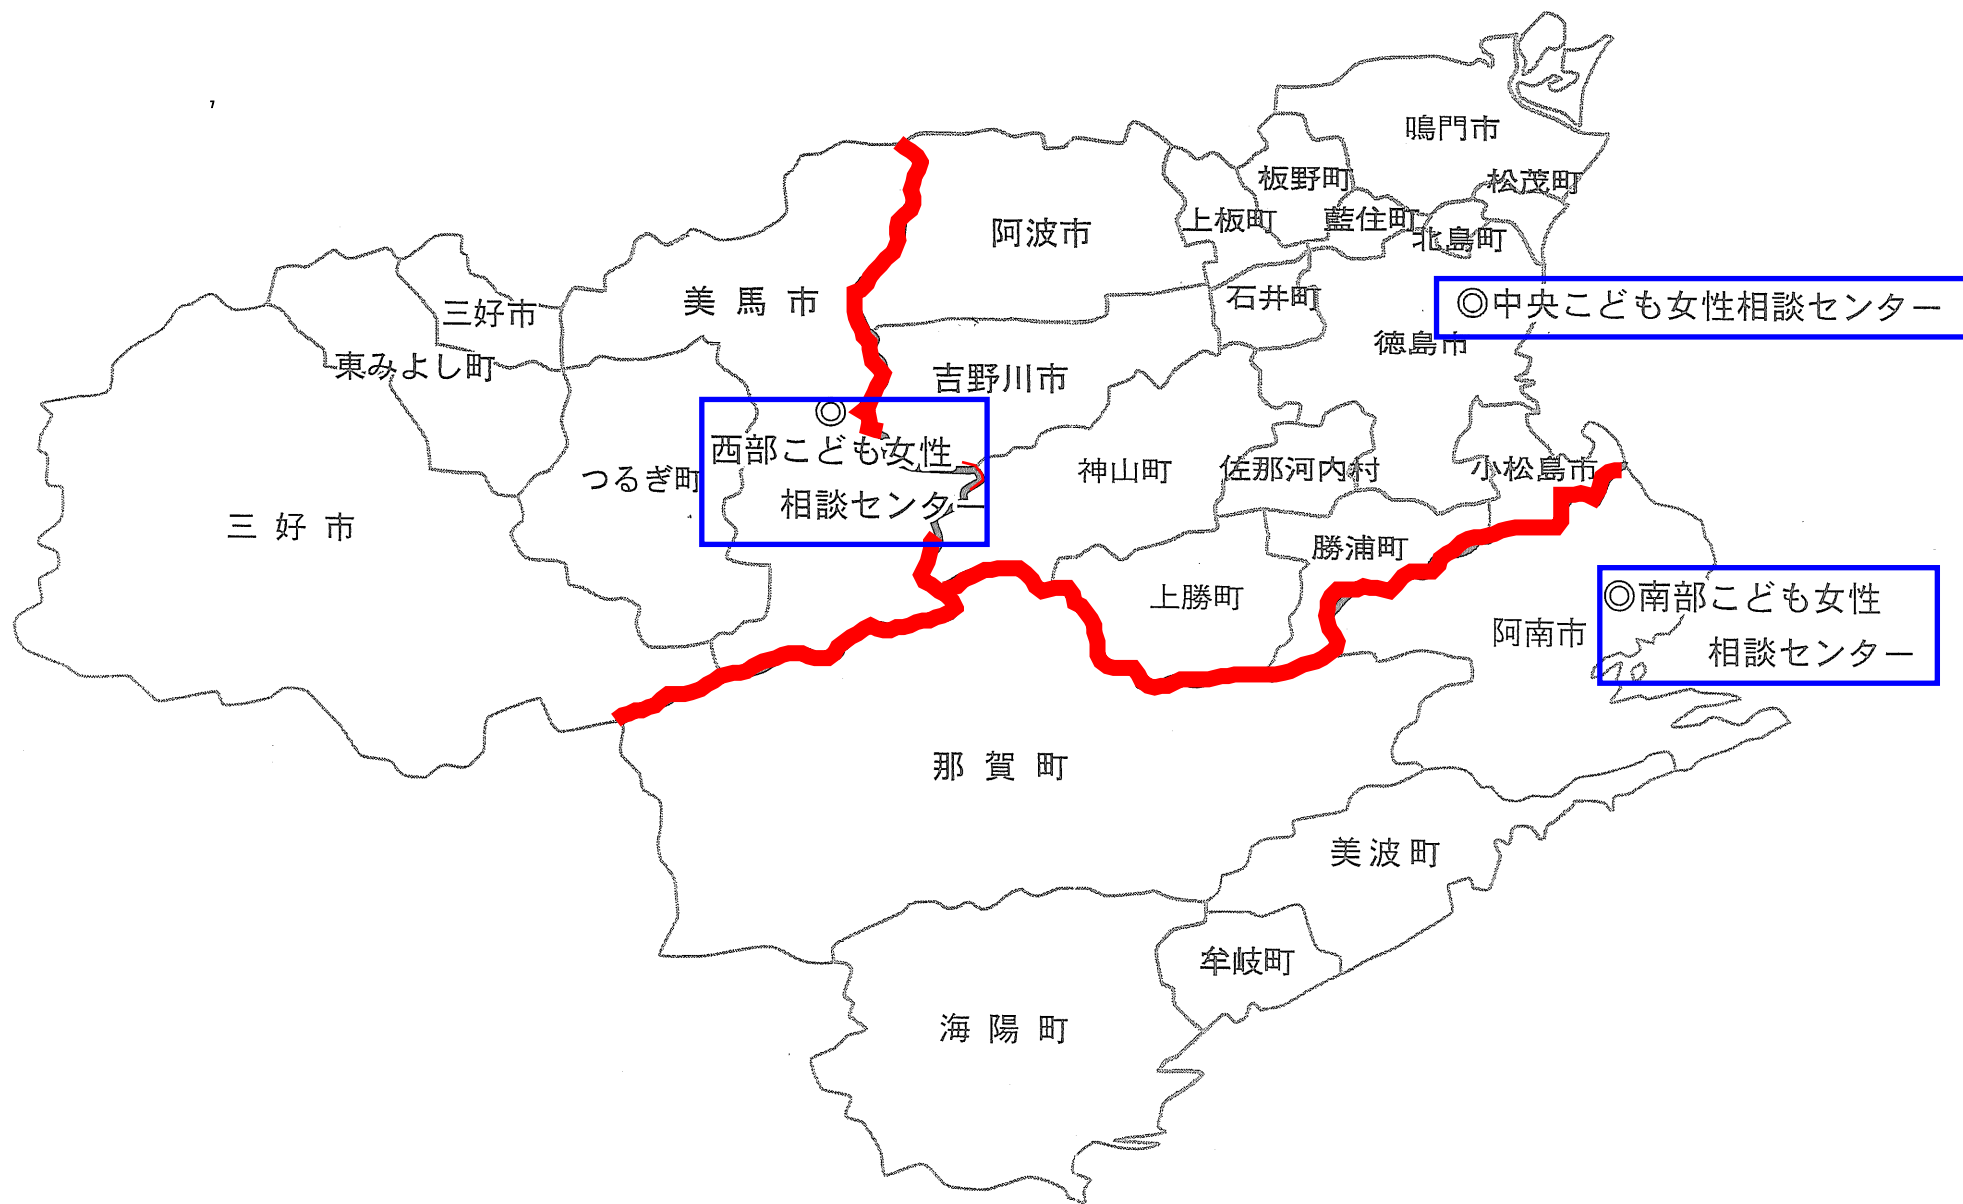 鳴門市
松茂町
板野町
藍住町
上板町
北島町
阿波市
石井町
◎中央こども女性相談センター
徳島市
美馬市
三好市
東みよし町
吉野川市
◎
西部こども女性
相談センター
つるぎ町
神山町
佐那河内村
小松島市
三好市
勝浦町
上勝町
◎南部こども女性
相談センター
阿南市
那賀町
美波町
牟岐町
海陽町